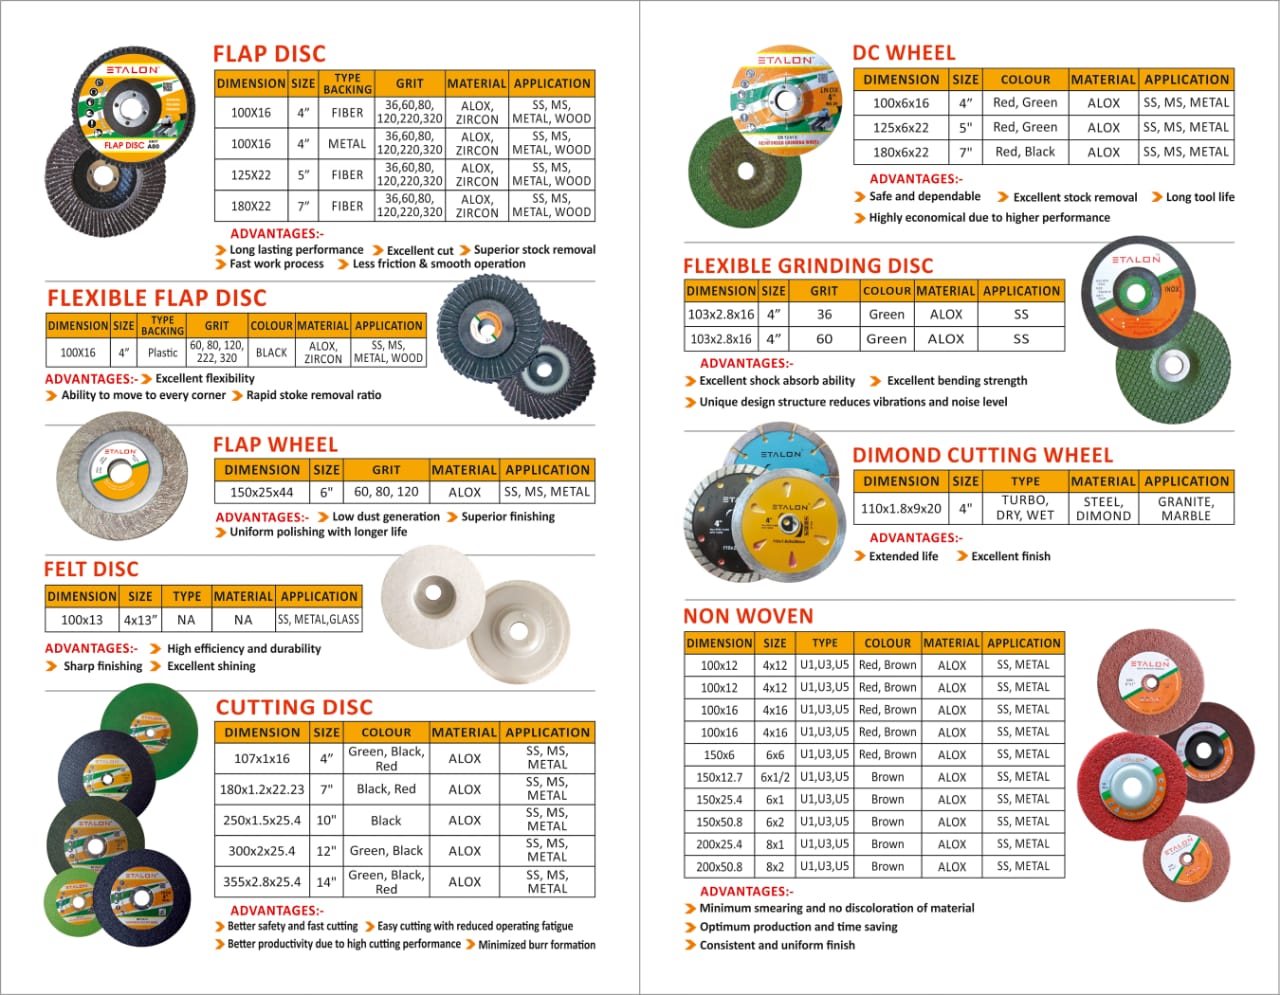 FLAP DISC
DIMENSION SIZE TYPE BACKING GRIT MATERIAL APPLICATION
100X16 4” FIBER 36,60,80, 120,220,320 ALOX, ZIRCON SS, MS, METAL, WOOD
100X16 4” METAL 36,60,80, 120,220,320 ALOX, ZIRCON SS, MS, METAL, WOOD
125X22 5” FIBER 36,60,80, 120,220,320 ALOX, ZIRCON SS, MS, METAL, WOOD
180X22 7” FIBER 36,60,80, 120,220,320 ALOX, ZIRCON SS, MS, METAL, WOOD
ADVANTAGES:-
Long lasting performance Excellent cut Superior stock removal
Fast work process Less friction & smooth operation
ETALON
FLAP DISC
FLEXIBLE FLAP DISC
DIMENSION SIZE TYPE BACKING GRIT COLOUR MATERIAL APPLICATION
100X16 4” Plastic 60, 80, 120, 222, 320 BLACK ALOX, ZIRCON SS, MS, METAL, WOOD
ADVANTAGES:- Excellent flexibility
Ability to move to every corner Rapid stoke removal ratio
FLAP WHEEL
DIMENSION SIZE GRIT MATERIAL APPLICATION
150x25x44 6" 60, 80, 120 ALOX SS, MS, METAL
ADVANTAGES:- Low dust generation Superior finishing
Uniform polishing with longer life
ETALON
FELT DISC
DIMENSION SIZE TYPE MATERIAL APPLICATION
100x13 4x13” NA NA SS, METAL,GLASS
ADVANTAGES:- High efficiency and durability
Sharp finishing Excellent shining
CUTTING DISC
DIMENSION SIZE COLOUR MATERIAL APPLICATION
107x1x16 4” Green, Black, Red ALOX SS, MS, METAL
180x1.2x22.23 7" Black, Red ALOX SS, MS, METAL
250x1.5x25.4 10" Black ALOX SS, MS, METAL
300x2x25.4 12" Green, Black ALOX SS, MS, METAL
355x2.8x25.4 14" Green, Black, Red ALOX SS, MS, METAL
ADVANTAGES:-
Better safety and fast cutting Easy cutting with reduced operating fatigue
Better productivity due to high cutting performance Minimized burr formation
ETALON
ETALON
ETALON
ETALON
ETALON
DC WHEEL
DIMENSION SIZE COLOUR MATERIAL APPLICATION
100x6x16 4” Red, Green ALOX SS, MS, METAL
125x6x22 5" Red, Green ALOX SS, MS, METAL
180x6x22 7" Red, Black ALOX SS, MS, METAL
ADVANTAGES:-
Safe and dependable Excellent stock removal Long tool life
Highly economical due to higher performance
ETALON
INOX
FLEXIBLE GRINDING DISC
DIMENSION SIZE GRIT COLOUR MATERIAL APPLICATION
103x2.8x16 4” 36 Green ALOX SS
103x2.8x16 4” 60 Green ALOX SS
ADVANTAGES:-
Excellent shock absorb ability Excellent bending strength
Unique design structure reduces vibrations and noise level
ETALON
INOX
DIMOND CUTTING WHEEL
DIMENSION SIZE TYPE MATERIAL APPLICATION
110x1.8x9x20 4" TURBO, DRY, WET STEEL, DIMOND GRANITE, MARBLE
ADVANTAGES:-
Extended life Excellent finish
ETALON
ETALON
4"
4"
NON WOVEN
DIMENSION SIZE TYPE COLOUR MATERIAL APPLICATION
100x12 4x12 U1,U3,U5 Red, Brown ALOX SS, METAL
100x12 4x12 U1,U3,U5 Red, Brown ALOX SS, METAL
100x16 4x16 U1,U3,U5 Red, Brown ALOX SS, METAL
100x16 4x16 U1,U3,U5 Red, Brown ALOX SS, METAL
150x6 6x6 U1,U3,U5 Red, Brown ALOX SS, METAL
150x12.7 6x1/2 U1,U3,U5 Brown ALOX SS, METAL
150x25.4 6x1 U1,U3,U5 Brown ALOX SS, METAL
150x50.8 6x2 U1,U3,U5 Brown ALOX SS, METAL
200x25.4 8x1 U1,U3,U5 Brown ALOX SS, METAL
200x50.8 8x2 U1,U3,U5 Brown ALOX SS, METAL
ADVANTAGES:-
Minimum smearing and no discoloration of material
Optimum production and time saving
Consistent and uniform finish
ETALON
ETALON
ETALON
ETALON